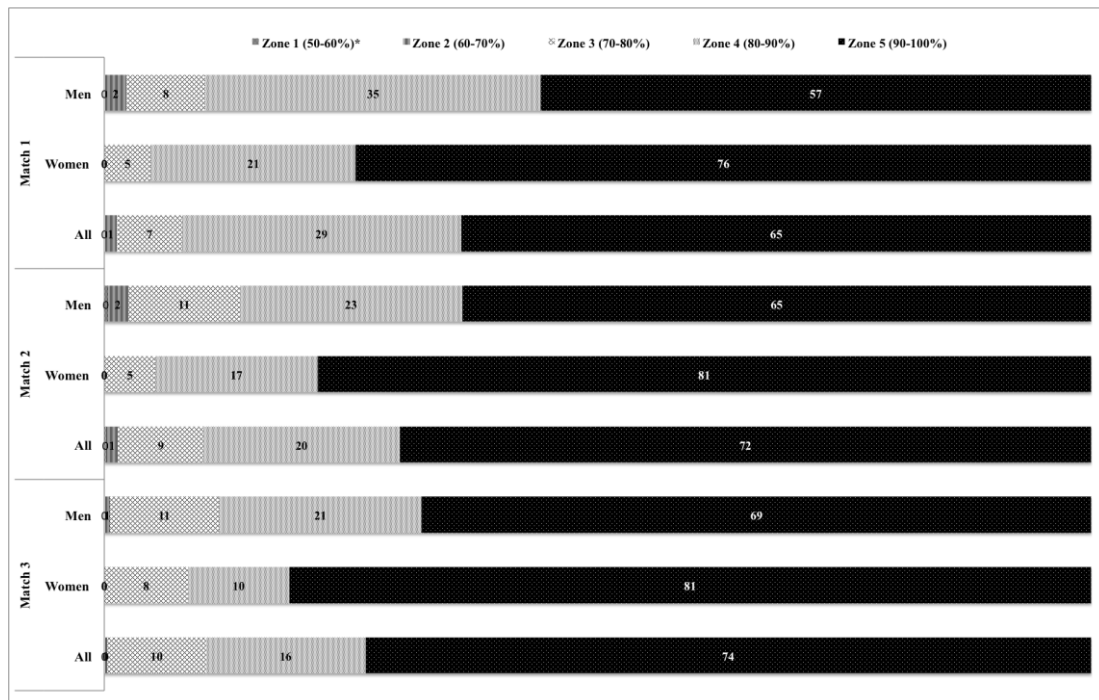 Zone 1 (50-60%)* Zone 2 (60-70%) Zone 3 (70-80%) Zone 4 (80-90%) Zone 5 (90-100%)
Match 1
Men 0 2 8 35 57
Women 0 5 21 76
All 0 1 7 29 65
Match 2
Men 0 2 11 23 65
Women 0 5 17 81
All 0 1 9 20 72
Match 3
Men 0 1 11 21 69
Women 0 8 10 81
All 0 10 16 74